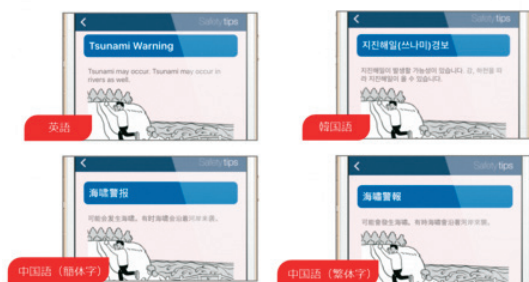 Safety tips
Tsunami Warning
Tsunami may occur. Tsunami may occur in
rivers as well.
英語
Safety tips
지진해일(쓰나미)경보
지진해일이 발생할 가능성이 있습니다. 강, 하천을 따
라 지진해일이 올 수 있습니다.
韓国語
Safety tips
海啸警报
可能会发生海啸。有时海啸会沿着河岸来袭。
中国語（簡体字）
Safety tips
海嘯警報
可能會發生海嘯。有時海嘯會沿著河岸來襲。
中国語（繁体字）